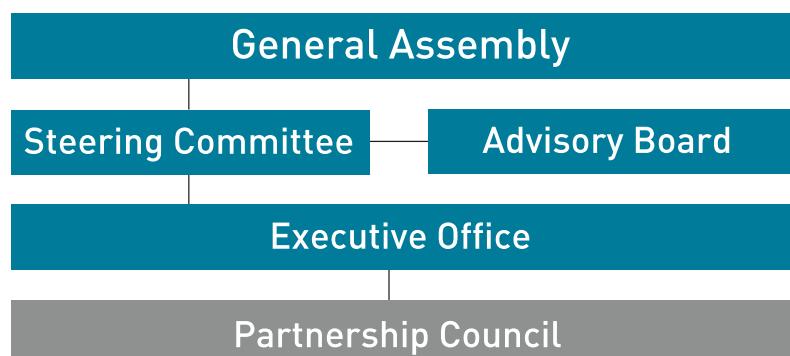 General Assembly
Steering Committee
Advisory Board
Executive Office
Partnership Council